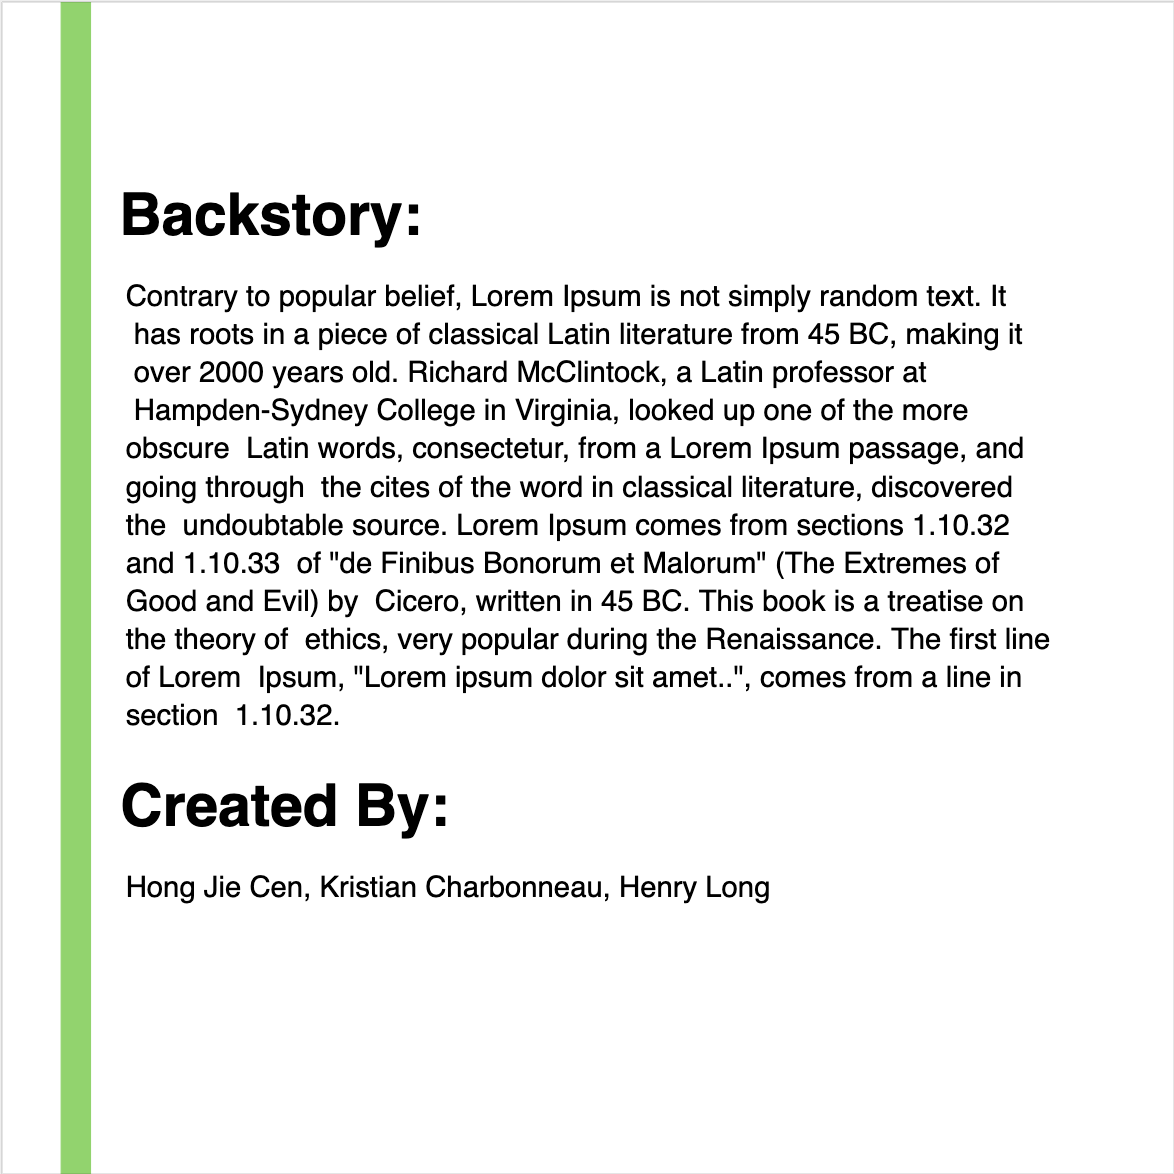 Backstory:
Contrary to popular belief, Lorem Ipsum is not simply random text. It
has roots in a piece of classical Latin literature from 45 BC, making it
over 2000 years old. Richard McClintock, a Latin professor at
Hampden-Sydney College in Virginia, looked up one of the more
obscure  Latin words, consectetur, from a Lorem Ipsum passage, and
going through  the cites of the word in classical literature, discovered
the  undoubtable source. Lorem Ipsum comes from sections 1.10.32
and 1.10.33  of "de Finibus Bonorum et Malorum" (The Extremes of
Good and Evil) by  Cicero, written in 45 BC. This book is a treatise on
the theory of  ethics, very popular during the Renaissance. The first line
of Lorem  Ipsum, "Lorem ipsum dolor sit amet..", comes from a line in
section  1.10.32.
Created By:
Hong Jie Cen, Kristian Charbonneau, Henry Long